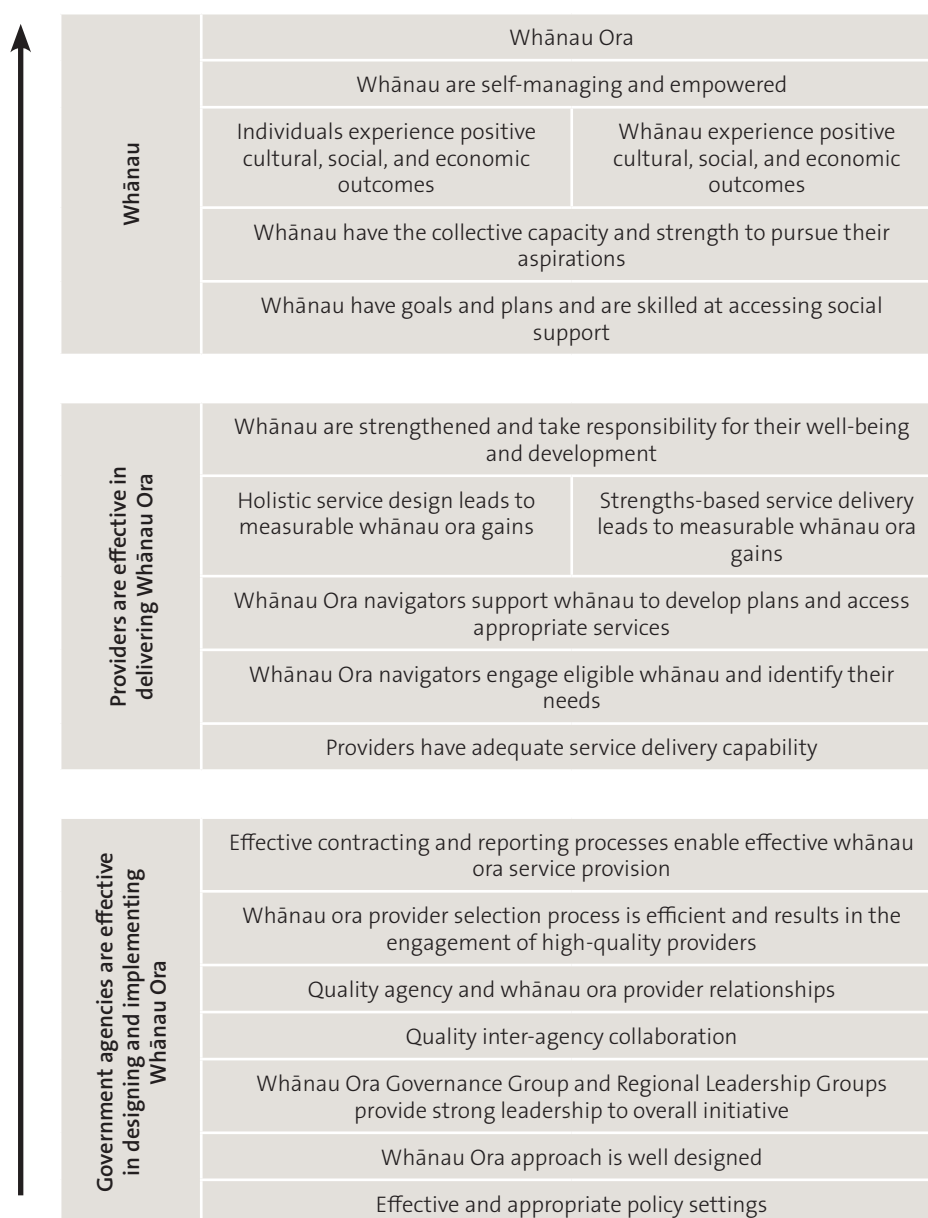 Whānau
Whānau Ora
Whānau are self-managing and empowered
Individuals experience positive
cultural, social, and economic
outcomes
Whānau experience positive
cultural, social, and economic
outcomes
Whānau have the collective capacity and strength to pursue their
aspirations
Whānau have goals and plans and are skilled at accessing social
support
Providers are effective in
delivering Whānau Ora
Whānau are strengthened and take responsibility for their well-being
and development
Holistic service design leads to
measurable whānau ora gains
Strengths-based service delivery
leads to measurable whānau ora
gains
Whānau Ora navigators support whānau to develop plans and access
appropriate services
Whānau Ora navigators engage eligible whānau and identify their
needs
Providers have adequate service delivery capability
Government agencies are effective
in designing and implementing
Whānau Ora
Effective contracting and reporting processes enable effective whānau
ora service provision
Whānau ora provider selection process is efficient and results in the
engagement of high-quality providers
Quality agency and whānau ora provider relationships
Quality inter-agency collaboration
Whānau Ora Governance Group and Regional Leadership Groups
provide strong leadership to overall initiative
Whānau Ora approach is well designed
Effective and appropriate policy settings